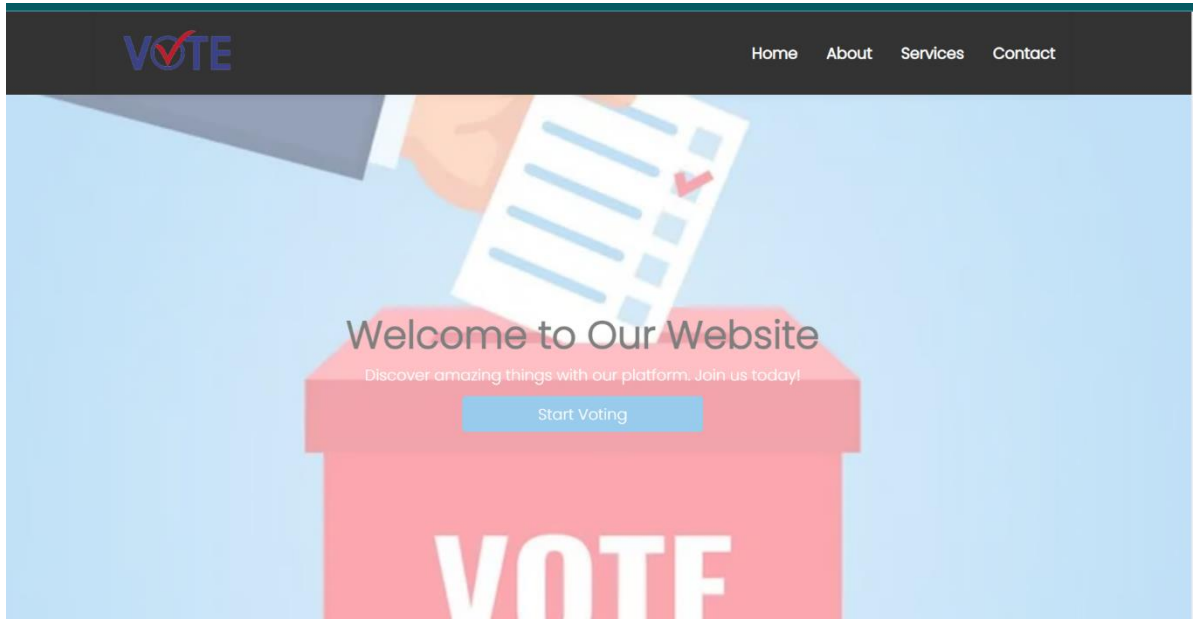 VOTE
Home About Services Contact
Welcome to Our Website
Discover amazing things with our platform. Join us today!
Start Voting
VOTE